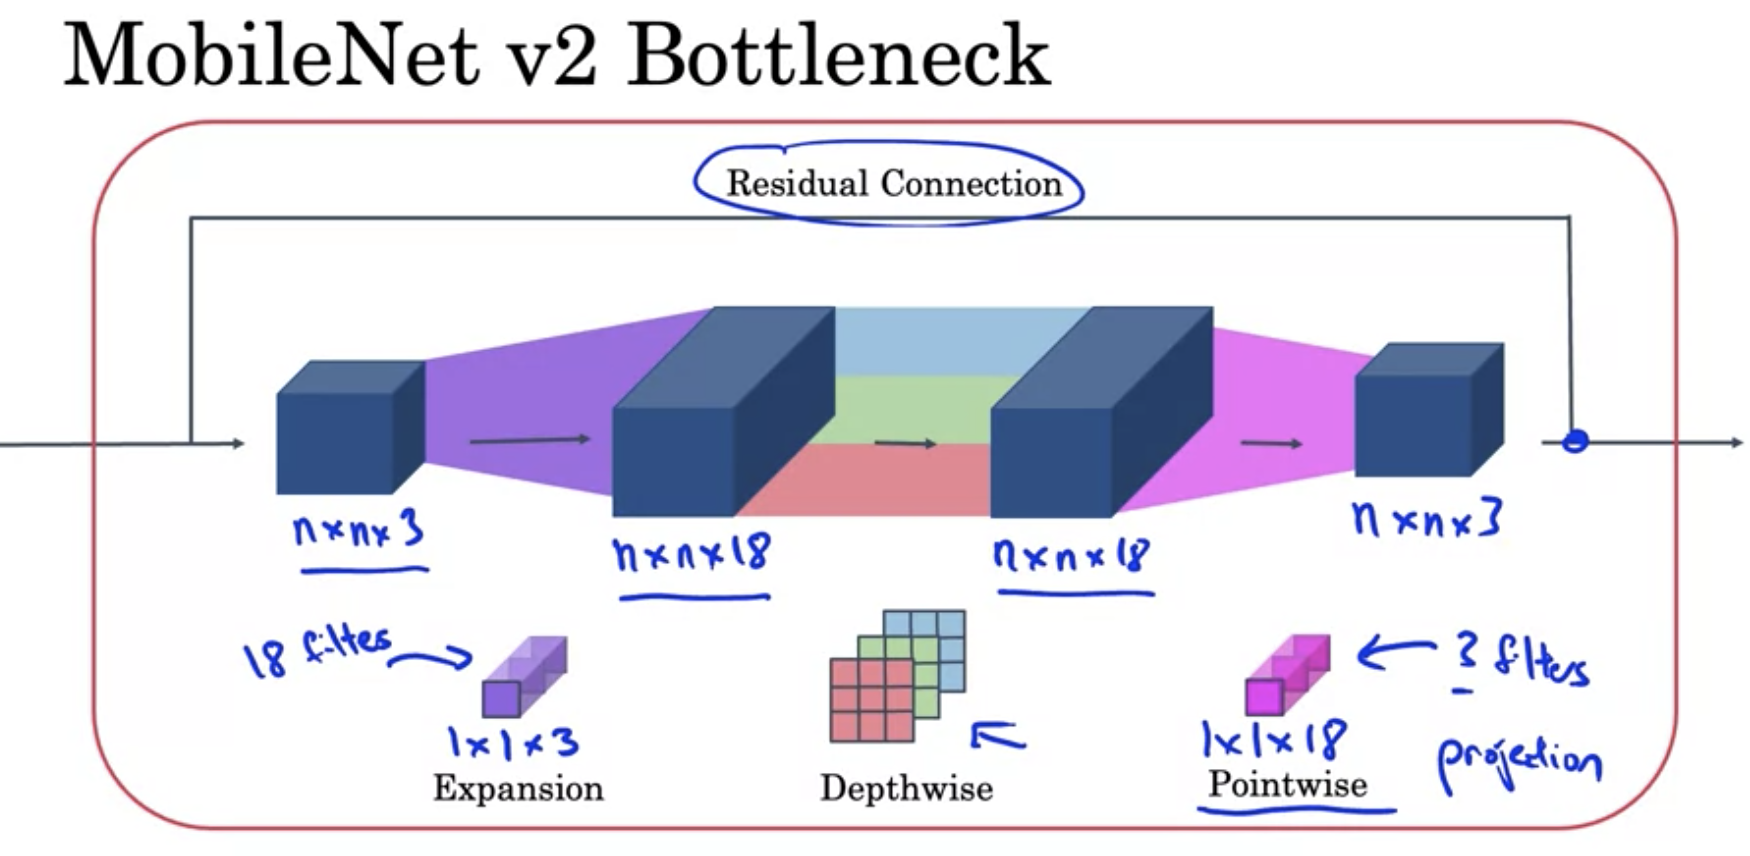 MobileNet v2 Bottleneck
Residual Connection
n×n×3
n×n×18
n×n×18
n×n×3
18 filtes
3 filters
1×1×3
1×1×18
projection
Expansion
Depthwise
Pointwise